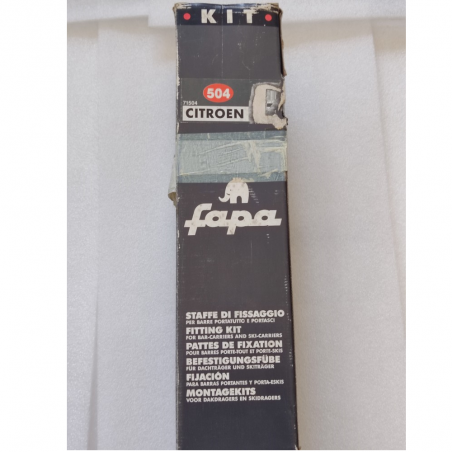 • KIT •
504
71504
CITROEN
fapa
STAFFE DI FISSAGGIO
PER BARRE PORTATUTTO E PORTASCI
FITTING KIT
FOR BAR-CARRIERS AND SKI-CARRIERS
PATTES DE FIXATION
POUR BARRES PORTE-TOUT ET PORTE-SKIS
BEFESTIGUNGSFÜBE
FÜR DACHTRÄGER UND SKITRÄGER
FIJACIÓN
PARA BARRAS PORTANTES Y PORTA-ESKIS
MONTAGEKITS
VOOR DAKDRAGERS EN SKIDRAGERS